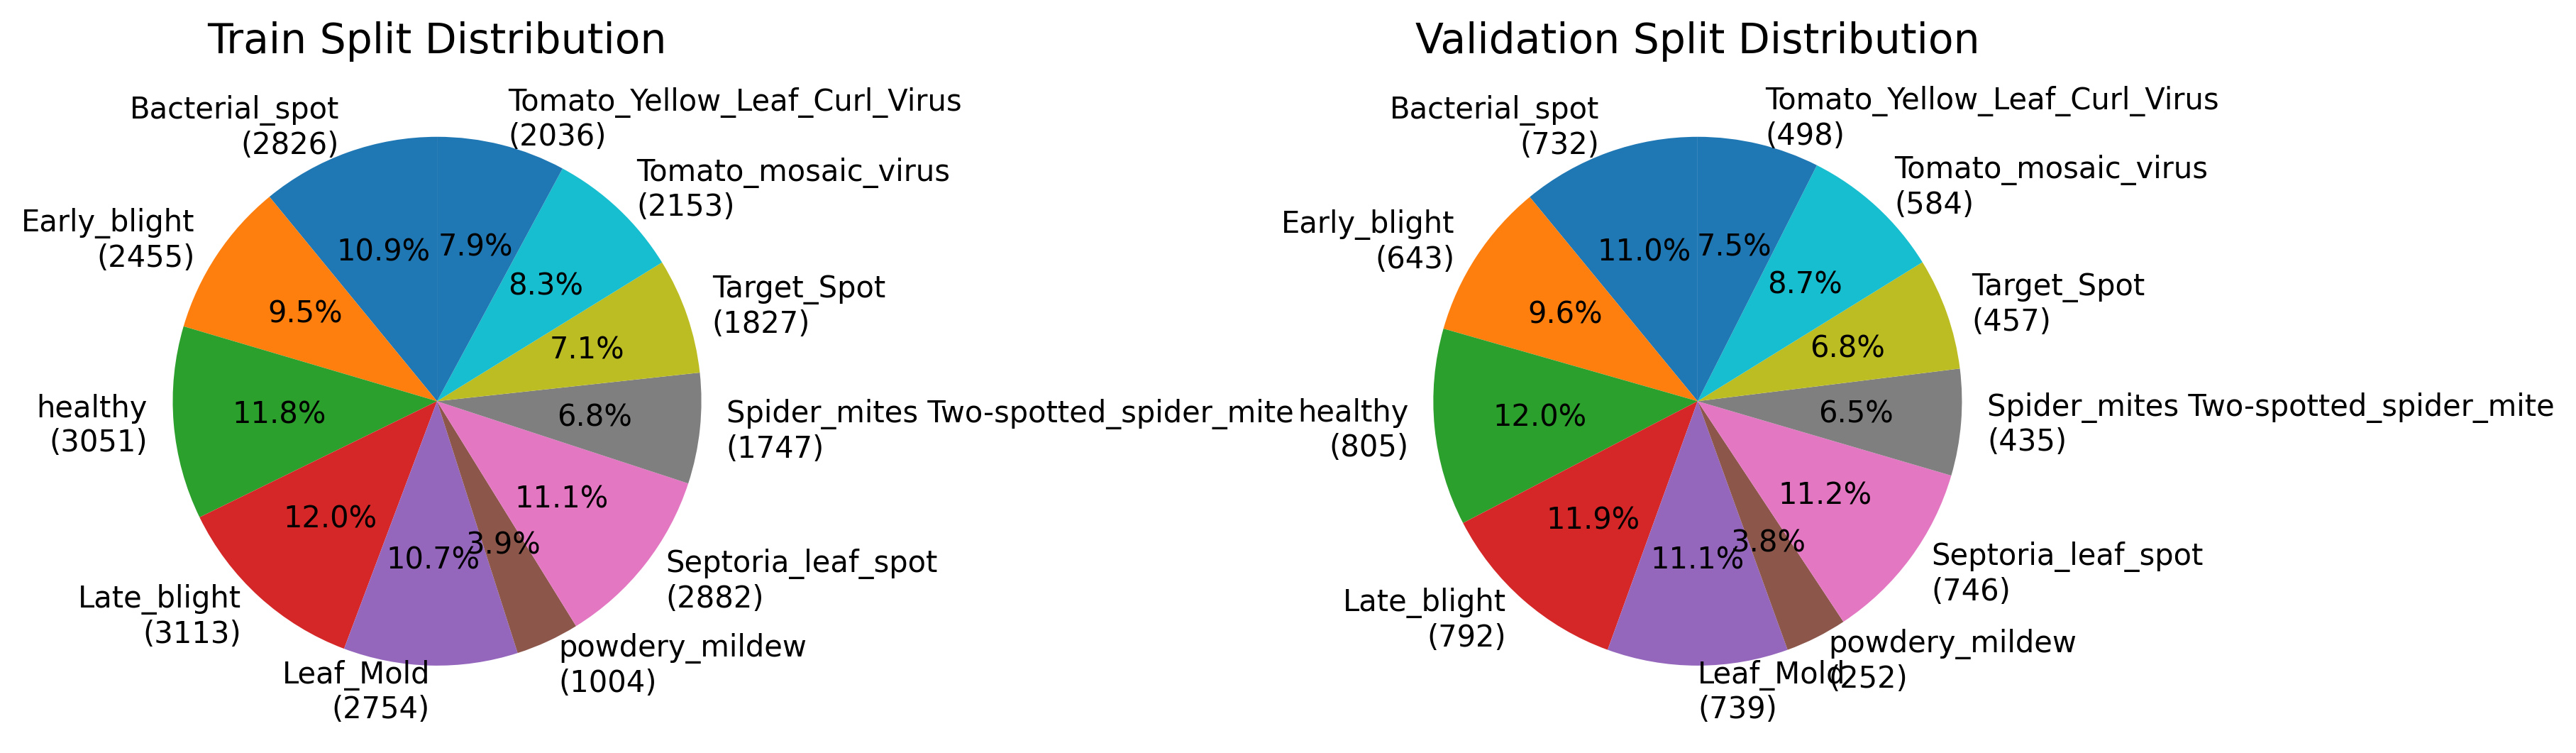 Train Split Distribution
Bacterial_spot
(2826)
Early_blight
(2455)
healthy
(3051)
Late_blight
(3113)
Leaf_Mold
(2754)
powdery_mildew
(1004)
Septoria_leaf_spot
(2882)
Spider_mites Two-spotted_spider_mite
(1747)
Target_Spot
(1827)
Tomato_mosaic_virus
(2153)
Tomato_Yellow_Leaf_Curl_Virus
(2036)
10.9%
9.5%
11.8%
12.0%
10.7%
3.9%
11.1%
6.8%
7.1%
8.3%
7.9%
Validation Split Distribution
Bacterial_spot
(732)
Early_blight
(643)
healthy
(805)
Late_blight
(792)
Leaf_Mold
(739)
powdery_mildew
(252)
Septoria_leaf_spot
(746)
Spider_mites Two-spotted_spider_mite
(435)
Target_Spot
(457)
Tomato_mosaic_virus
(584)
Tomato_Yellow_Leaf_Curl_Virus
(498)
11.0%
9.6%
12.0%
11.9%
11.1%
3.8%
11.2%
6.5%
6.8%
8.7%
7.5%